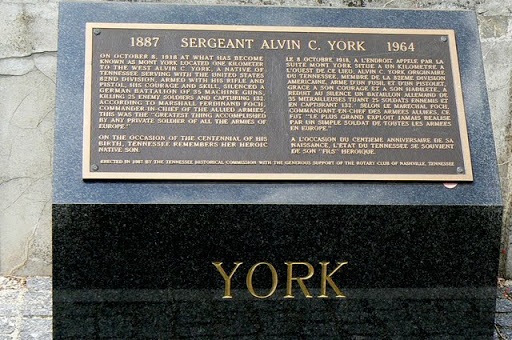 1887 SERGEANT ALVIN C. YORK 1964
ON OCTOBER 8, 1918 AT WHAT HAS BECOME
KNOWN AS MONT YORK LOCATED ONE KILOMETER
TO THE WEST ALVIN C. YORK, A NATIVE OF
TENNESSEE SERVING WITH THE UNITED STATES
82ND DIVISION, ARMED WITH HIS RIFLE AND
PISTOL, HIS COURAGE AND SKILL, SILENCED A
GERMAN BATTALION OF 35 MACHINE GUNS,
KILLING 25 ENEMY SOLDIERS AND CAPTURING 132.
ACCORDING TO MARSHALL FERDINAND FOCH,
COMMANDER-IN-CHIEF OF THE ALLIED ARMIES,
THIS WAS THE "GREATEST THING ACCOMPLISHED
BY ANY PRIVATE SOLDIER OF ALL THE ARMIES OF
EUROPE."
ON THE OCCASION OF THE CENTENNIAL OF HIS
BIRTH, TENNESSEE REMEMBERS HER HEROIC
NATIVE SON.
LE 8 OCTOBRE 1918, A L'ENDROIT APPELE PAR LA
SUITE MONT YORK SITUE A UN KILOMETRE A
L'OUEST DE CE LIEU, ALVIN C. YORK ORIGINAIRE
DU TENNESSEE, MEMBRE DE LA 82EME DIVISION
AMERICAINE, ARME D'UN FUSIL ET D'UN PISTOLET,
GRACE A SON COURAGE ET A SON HABILETE, A
REDUIT AU SILENCE UN BATAILLON ALLEMAND DE
35 MITRAILLEUSES TUANT 25 SOLDATS ENNEMIS ET
EN CAPTURANT 132. SELON LE MARECHAL FOCH,
COMMANDANT-EN-CHEF DES ARMEES ALLIEES, CE
FUT "LE PLUS GRAND EXPLOIT JAMAIS REALISE
PAR UN SIMPLE SOLDAT DE TOUTES LES ARMEES
EN EUROPE."
A L'OCCASION DU CENTIEME ANNIVERSAIRE DE SA
NAISSANCE, L'ETAT DU TENNESSEE SE SOUVIENT
DE SON "FILS" HEROIQUE.
ERECTED IN 1987 BY THE TENNESSEE HISTORICAL COMMISSION WITH THE GENEROUS SUPPORT OF THE ROTARY CLUB OF NASHVILLE, TENNESSEE
YORK